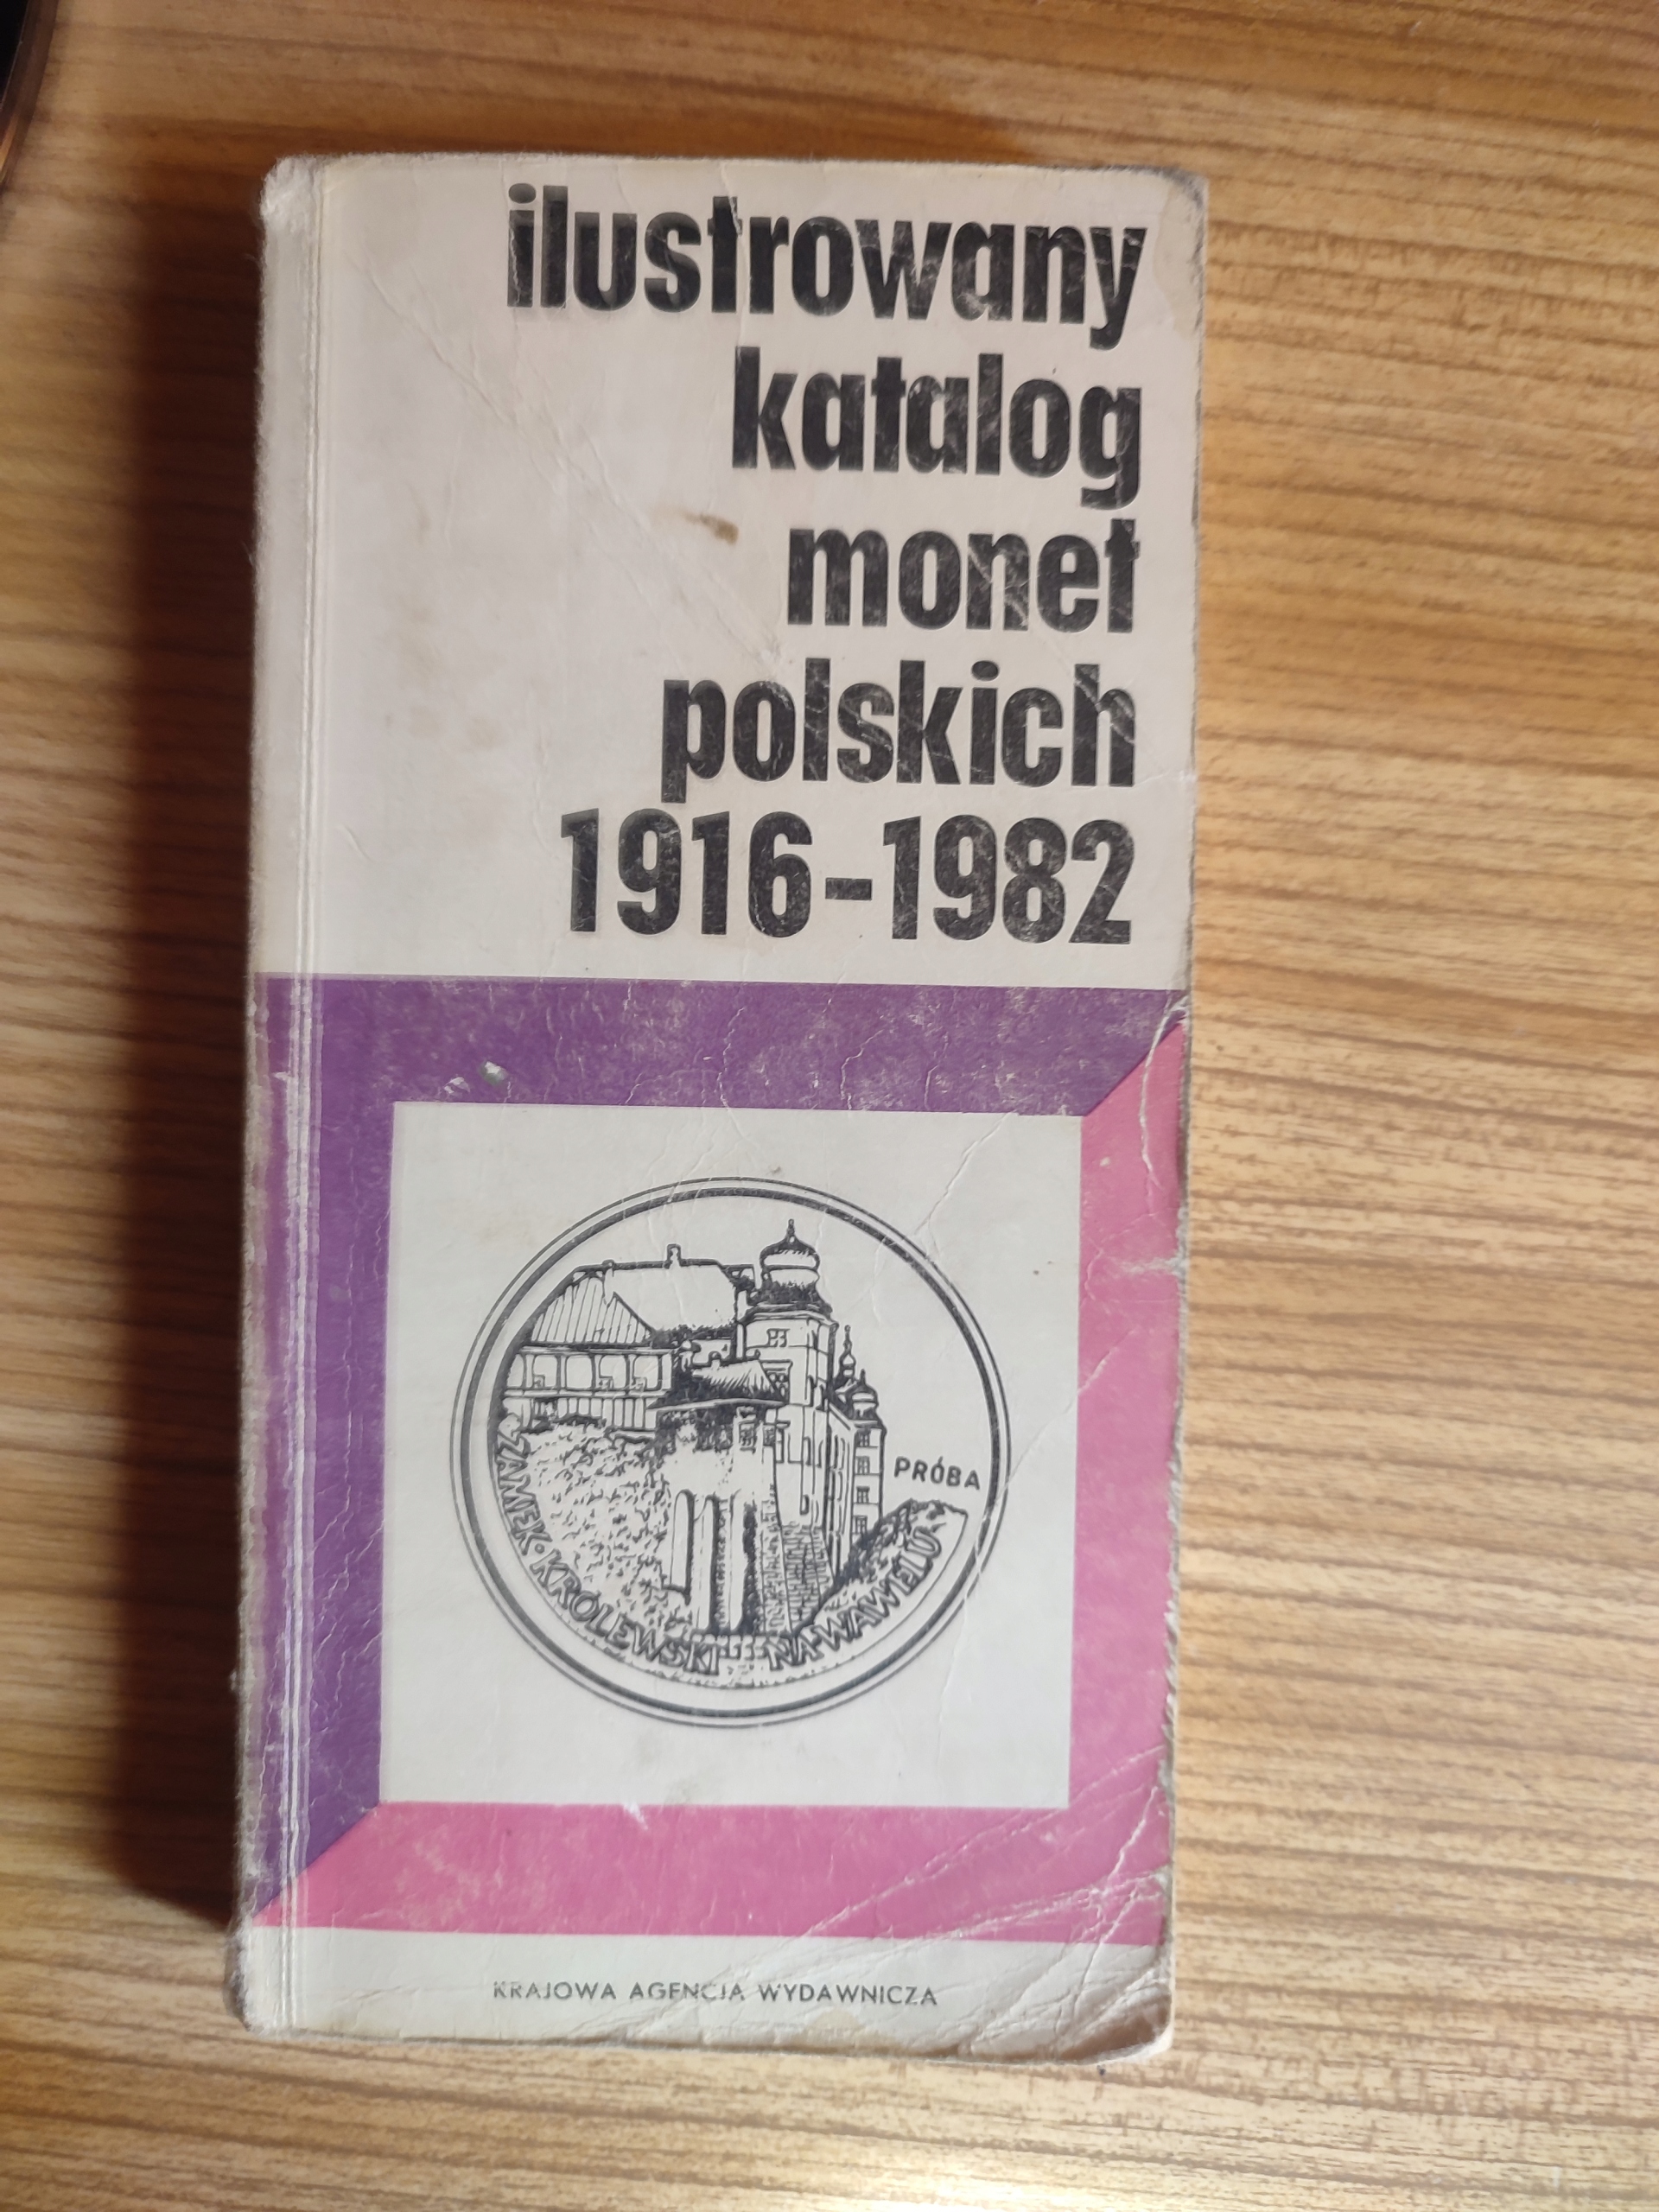 ilustrowany
katalog
monet
polskich
1916-1982
PRÓBA
ZAMEK·KRÓLEWSKI NA·WAWELU
KRAJOWA AGENCJA WYDAWNICZA